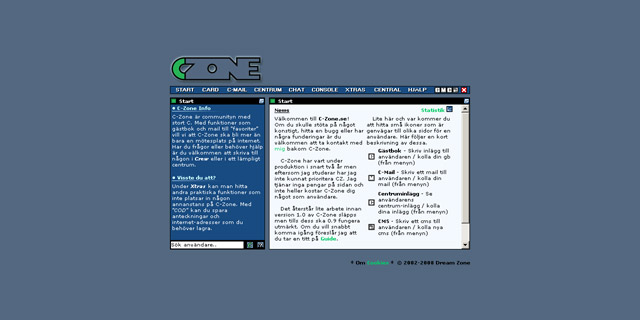 CZONE
START CARD C-MAIL CENTRUM CHAT CONSOLE XTRAS CENTRAL HJÄLP
Start
C-Zone Info
C-Zone är communityn med
stort C. Med funktioner som
gästbok och mail till "favoriter"
vill vi att C-Zone ska bli mer än
bara en mötesplats på internet.
Har du frågor eller behöver hjälp
är du välkommen att skriva till
någon i Crew eller i ett lämpligt
centrum.
Visste du att?
Under Xtras kan man hitta
andra praktiska funktioner som
inte platsar in någon
annanstans på C-Zone. Med
"COD" kan du spara
anteckningar och
internet-adresser som du
behöver lagra.
Sök användare..
Start
News
Välkommen till C-Zone.se!
Om du skulle stöta på något
konstigt, hitta en bugg eller har
några funderingar är du
välkommen att ta kontakt med
mig bakom C-Zone.
C-Zone har vart under
produktion i snart två år men
eftersom jag studerar har jag
inte kunnat prioritera CZ. Jag
tjänar inga pengar på sidan och
inte heller kostar C-Zone dig
något som användare.
Det återstår lite arbete innan
version 1.0 av C-Zone släpps
men tills dess ska 0.9 fungera
utmärkt. Om du vill snabbt
komma igång föreslår jag att
du tar en titt på Guide.
Statistik
Lite här och var kommer du
att hitta små ikoner som är
genvägar till olika sidor för en
användare. Här följer en kort
beskrivning av dessa.
Gästbok - Skriv inlägg till
användaren / kolla din gb
(från menyn)
C-Mail - Skriv ett mail till
användaren / kolla din
mail (från menyn)
Centruminlägg - Se
användarens
centrum-inlägg / kolla
dina inlägg (från menyn)
CMS - Skriv ett cms till
användaren / kolla nya
cms (från menyn)
Om © 2002-2008 Dream Zone